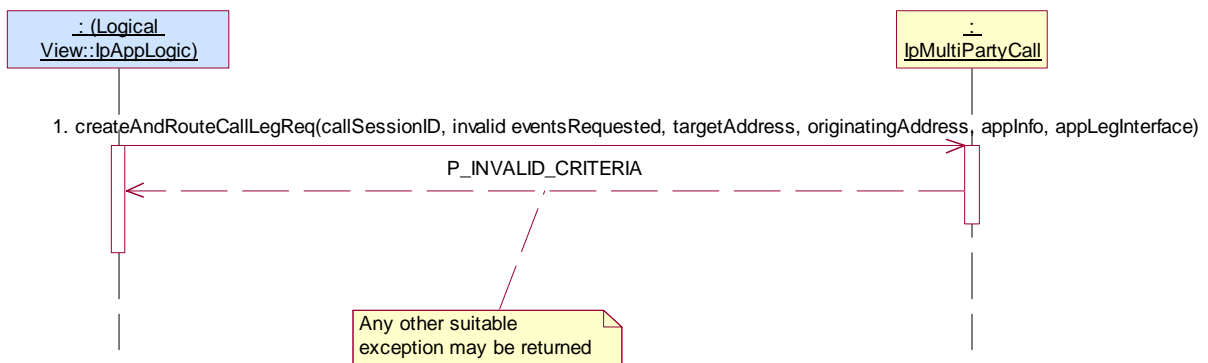 : (Logical
View::IpAppLogic)
:
IpMultiPartyCall
1. createAndRouteCallLegReq(callSessionID, invalid eventsRequested, targetAddress, originatingAddress, appInfo, appLegInterface)
P_INVALID_CRITERIA
Any other suitable
exception may be returned